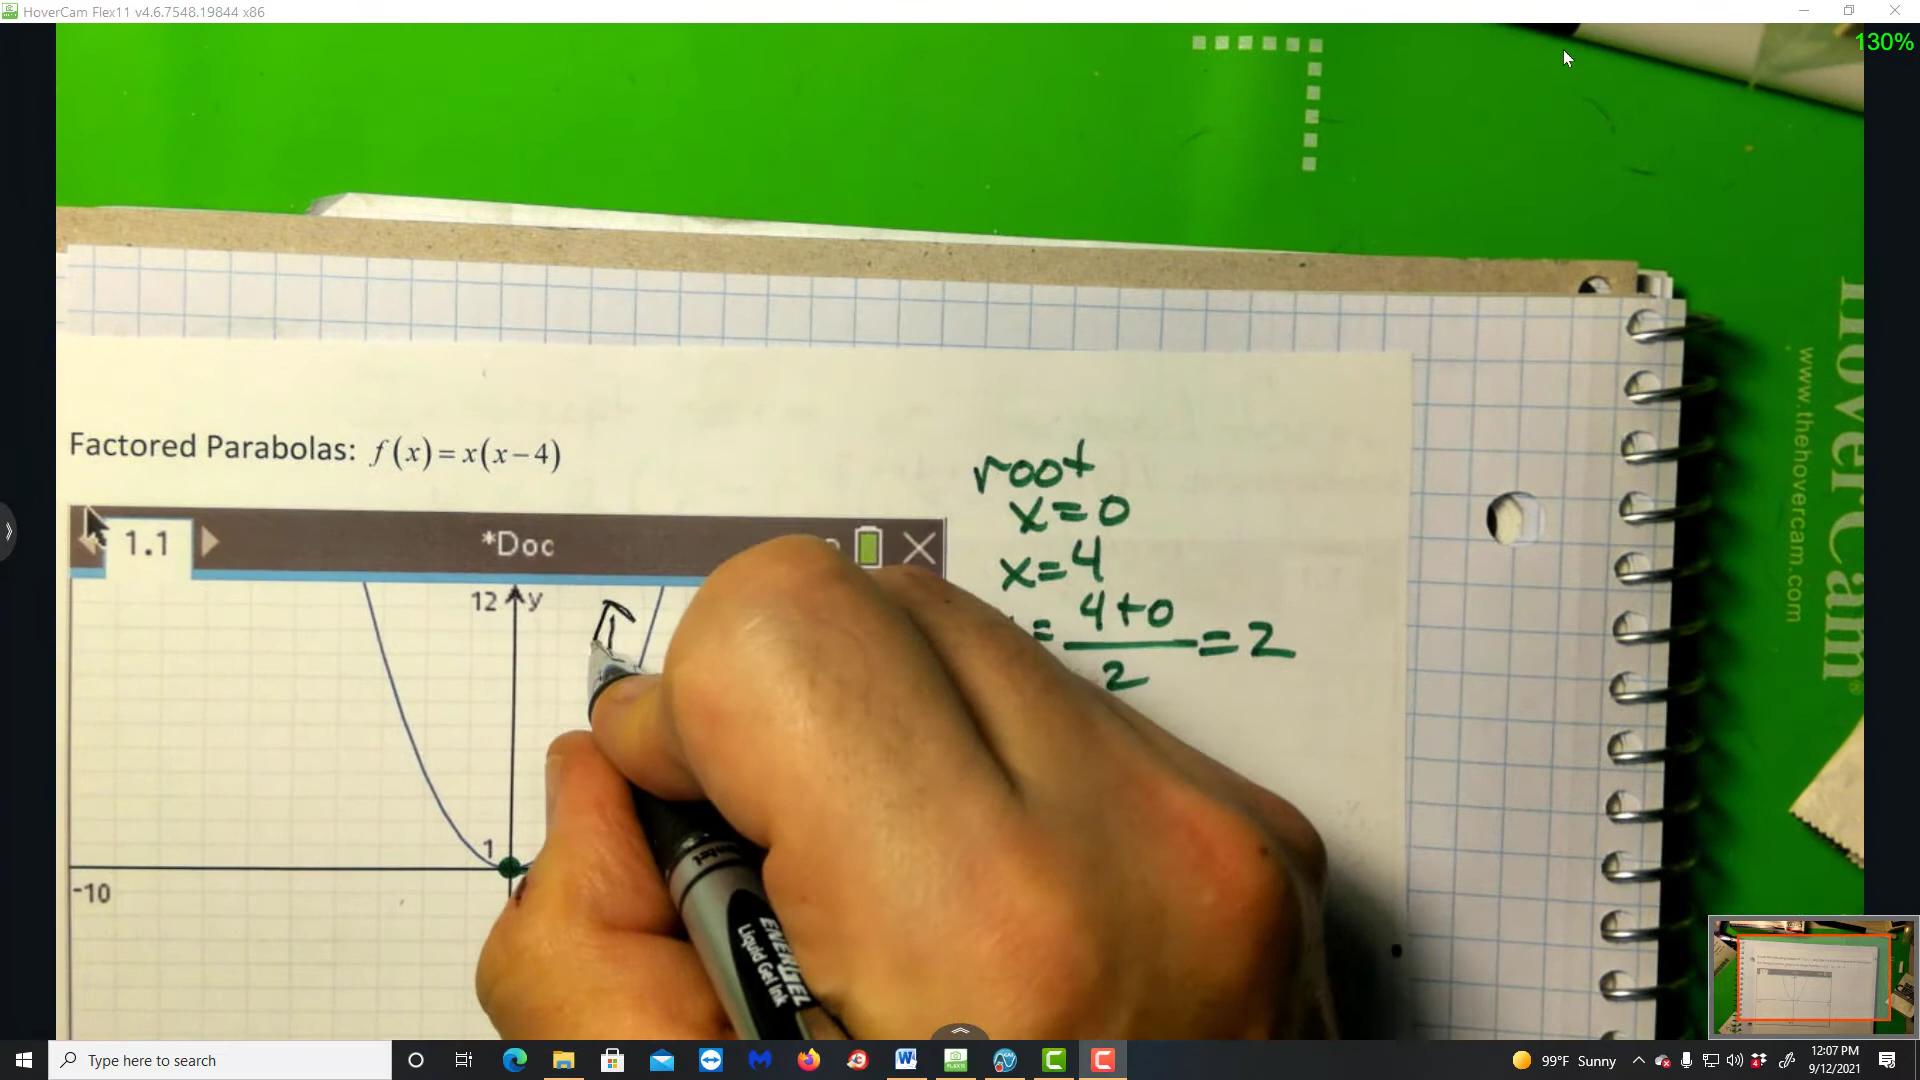 HoverCam Flex11 v4.6.7548.19844 x86
130%
HoverCam
www.thehovercam.com
Factored Parabolas: f(x)=x(x-4)
root
x=0
x=4
= 4+0 / 2 = 2
1.1
*Doc
12
y
1
-10
ENERGEL
Liquid Gel Ink
Type here to search
99°F Sunny
12:07 PM
9/12/2021